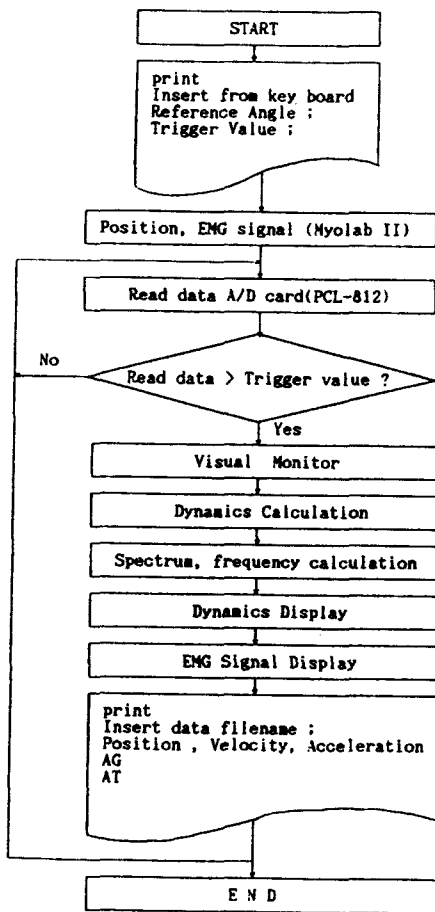 START
print
Insert from key board
Reference Angle ;
Trigger Value ;
Position, EMG signal (Myolab II)
Read data A/D card(PCL-812)
No
Read data > Trigger value ?
Yes
Visual Monitor
Dynamics Calculation
Spectrum, frequency calculation
Dynamics Display
EMG Signal Display
print
Insert data filename ;
Position , Velocity, Acceleration
AG
AT
E N D